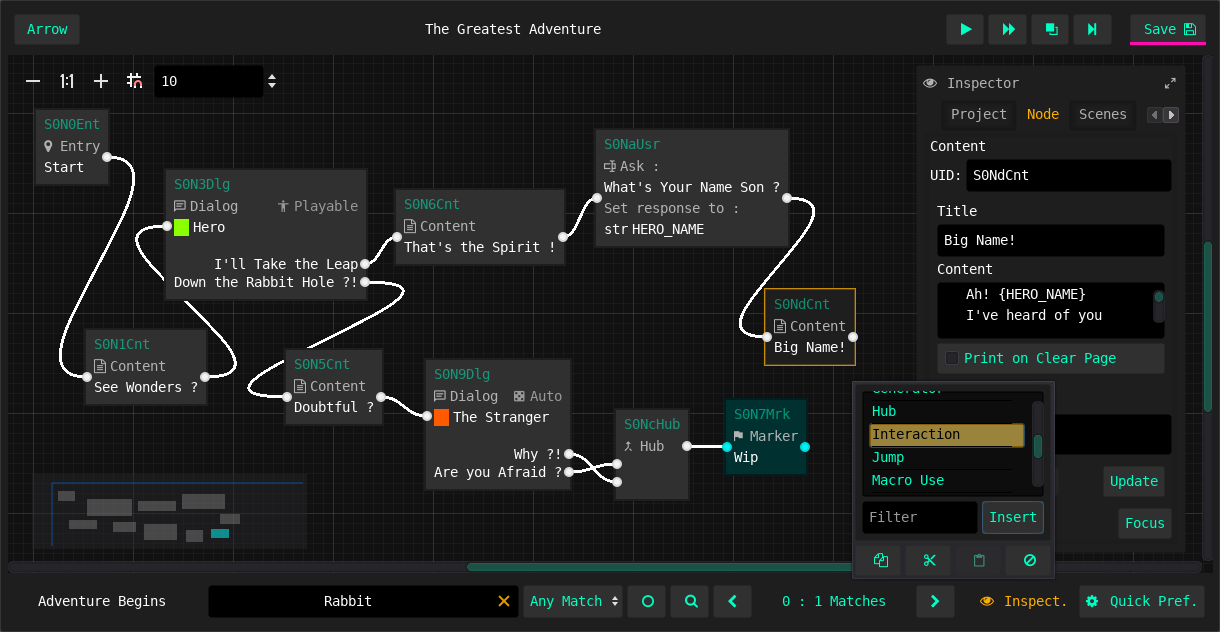 Arrow
The Greatest Adventure
Save
1:1
10
S0N0Ent
Entry
Start
S0N3Dlg
Dialog Playable
Hero
I'll Take the Leap
Down the Rabbit Hole ?!
S0N6Cnt
Content
That's the Spirit !
S0NaUsr
Ask :
What's Your Name Son ?
Set response to :
str HERO_NAME
S0NdCnt
Content
Big Name!
S0N1Cnt
Content
See Wonders ?
S0N5Cnt
Content
Doubtful ?
S0N9Dlg
Dialog Auto
The Stranger
Why ?!
Are you Afraid ?
S0NcHub
Hub
S0N7Mrk
Marker
Wip
Inspector
Project Node Scenes
Content
UID: S0NdCnt
Title
Big Name!
Content
Ah! {HERO_NAME}
I've heard of you
Print on Clear Page
Generator
Hub
Interaction
Jump
Macro Use
Filter Insert
Update
Focus
Adventure Begins
Rabbit
Any Match
0 : 1 Matches
Inspect.
Quick Pref.